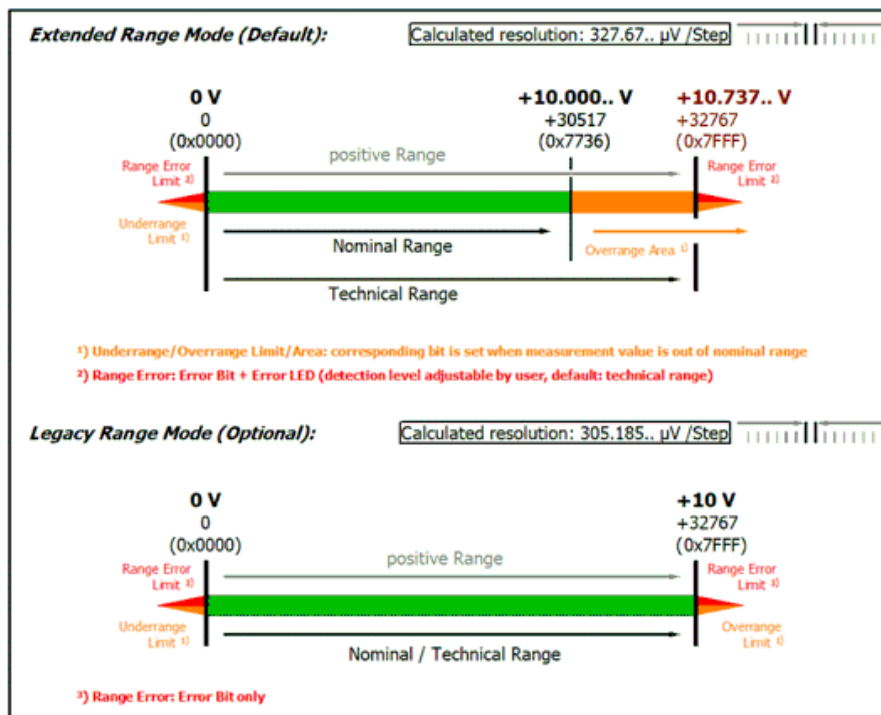 Extended Range Mode (Default):
Calculated resolution: 327.67.. µV /Step
0 V +10.000.. V +10.737.. V
0 +30517 +32767
(0x0000) (0x7736) (0x7FFF)
positive Range
Range Error Limit ²⁾
Range Error Limit ²⁾
Underrange Limit ¹⁾
Nominal Range
Overrange Area ¹⁾
Technical Range
¹⁾ Underrange/Overrange Limit/Area: corresponding bit is set when measurement value is out of nominal range
²⁾ Range Error: Error Bit + Error LED (detection level adjustable by user, default: technical range)
Legacy Range Mode (Optional):
Calculated resolution: 305.185.. µV /Step
0 V +10 V
0 +32767
(0x0000) (0x7FFF)
positive Range
Range Error Limit ³⁾
Range Error Limit ³⁾
Underrange Limit ¹⁾
Overrange Limit ¹⁾
Nominal / Technical Range
³⁾ Range Error: Error Bit only